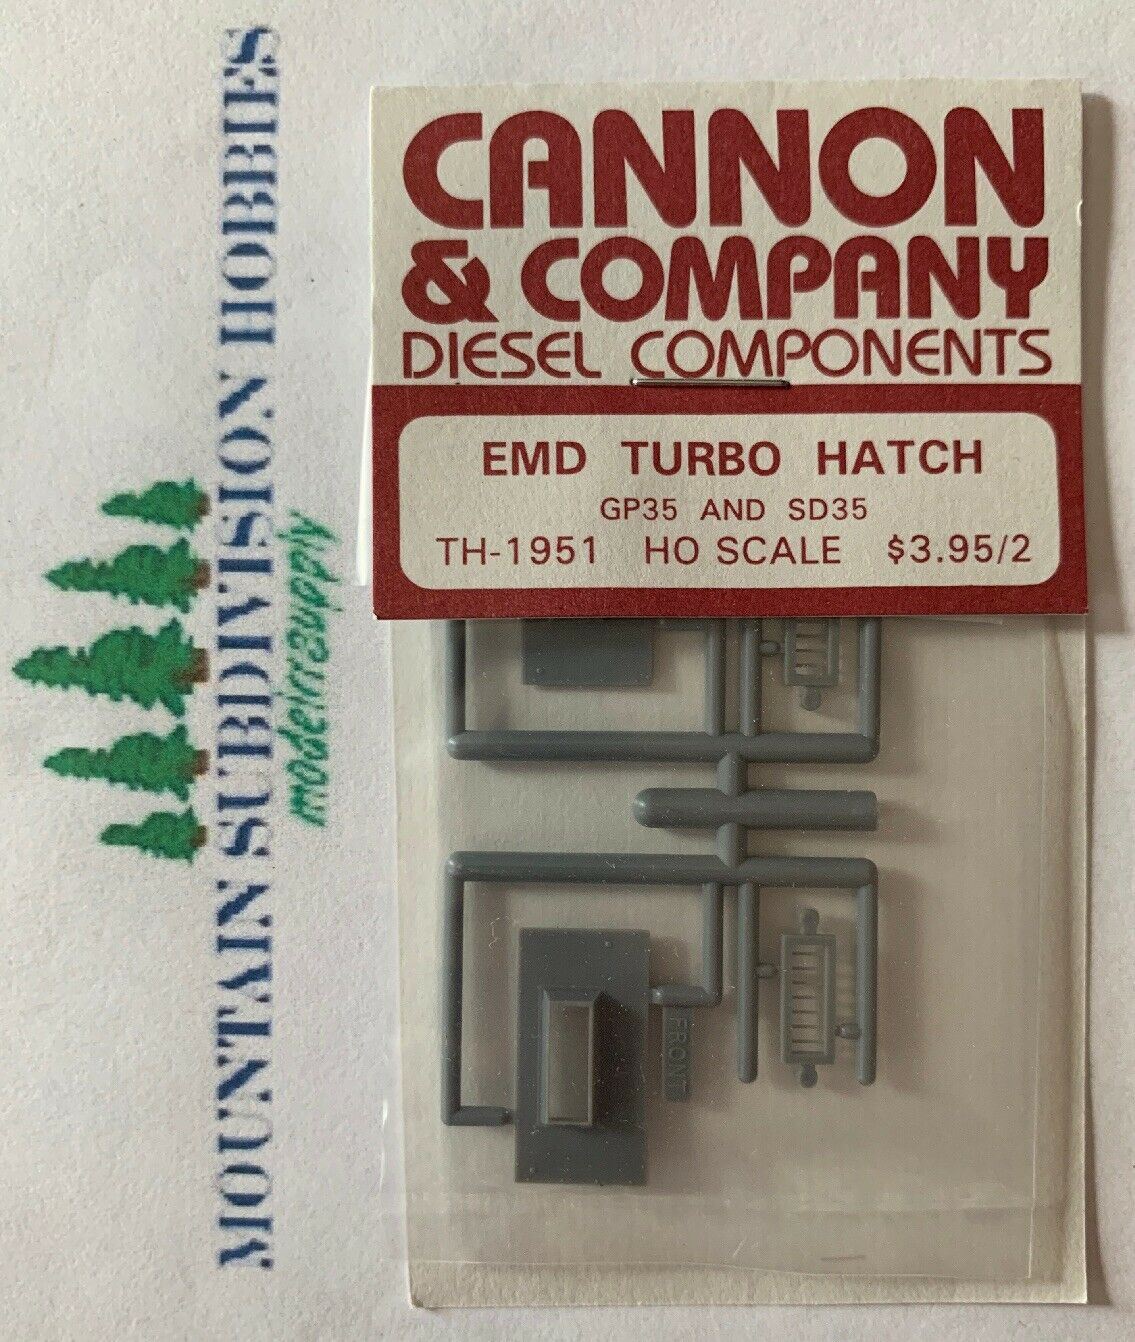 MOUNTAIN SUBDIVISION HOBBIES
modelrrsupply
CANNON
& COMPANY
DIESEL COMPONENTS
EMD TURBO HATCH
GP35 AND SD35
TH-1951 HO SCALE $3.95/2
FRONT